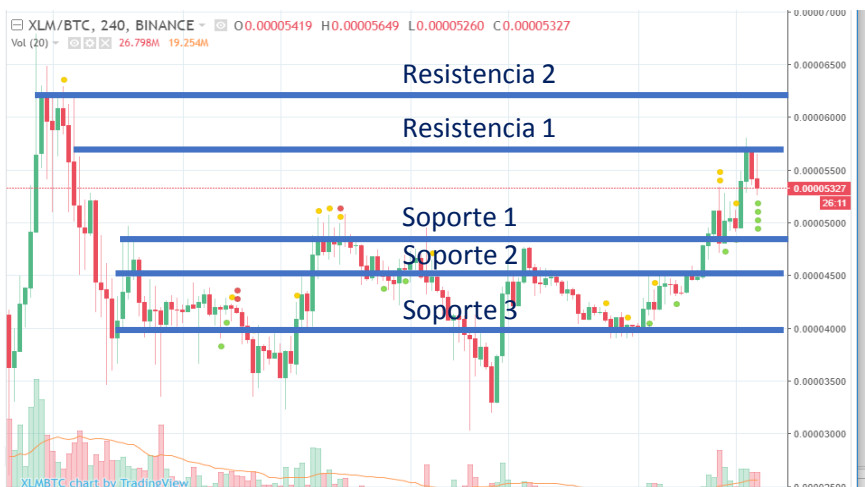 XLM/BTC, 240, BINANCE O0.00005419 H0.00005649 L0.00005260 C0.00005327
Vol (20) 26.798M 19.254M
0.00007000
Resistencia 2
0.00006500
Resistencia 1
0.00006000
0.00005500
0.00005327
26:11
Soporte 1
0.00005000
Soporte 2
0.00004500
Soporte 3
0.00004000
0.00003500
0.00003000
XLMBTC chart by TradingView
0.00002500